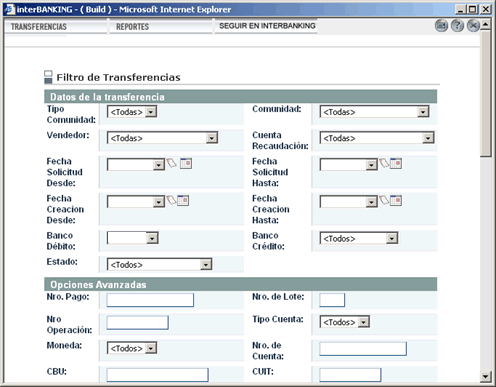 interBANKING - ( Build ) - Microsoft Internet Explorer
TRANSFERENCIAS REPORTES SEGUIR EN INTERBANKING
Filtro de Transferencias
Datos de la transferencia
Tipo Comunidad: <Todas> Comunidad: <Todas>
Vendedor: <Todos> Cuenta Recaudación: <Todas>
Fecha Solicitud Desde: Fecha Solicitud Hasta:
Fecha Creacion Desde: Fecha Creacion Hasta:
Banco Débito: Banco Crédito: <Todos>
Estado: <Todos>
Opciones Avanzadas
Nro. Pago: Nro. de Lote:
Nro Operación: Tipo Cuenta: <Todos>
Moneda: <Todos> Nro. de Cuenta:
CBU: CUIT: